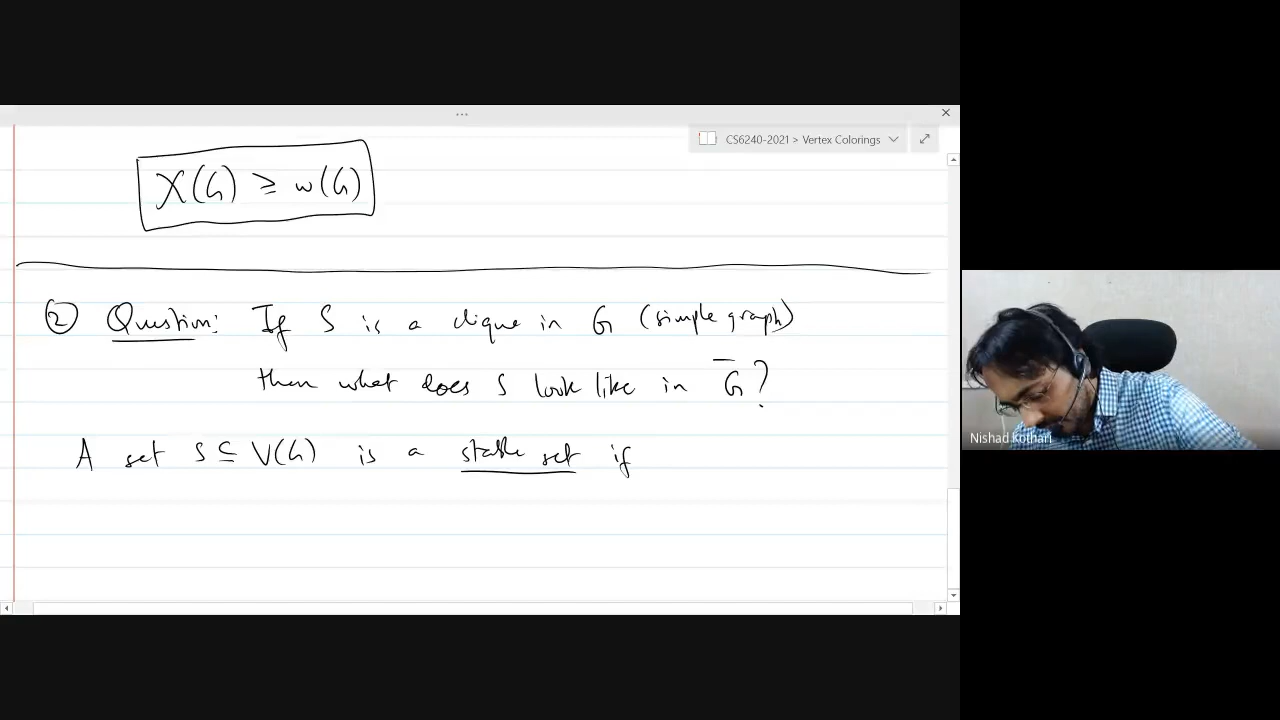 CS6240-2021 > Vertex Colorings
χ(G) ≥ ω(G)
② Question: If S is a clique in G (simple graph)
then what does S look like in G̅?
A set S ⊆ V(G) is a stable set if
Nishad Kothari